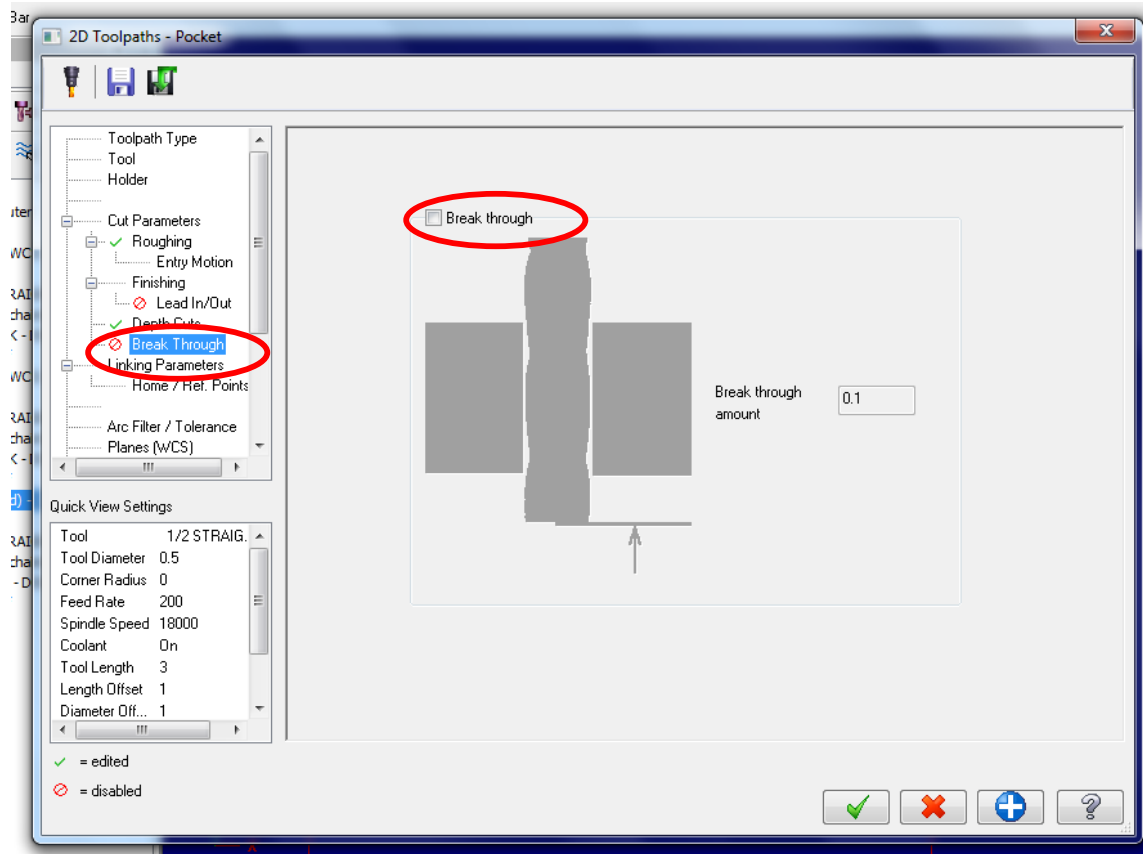 Bar
2D Toolpaths - Pocket
Toolpath Type
Tool
Holder
Cut Parameters
Roughing
Entry Motion
Finishing
Lead In/Out
Depth Cuts
Break Through
Linking Parameters
Home / Ref. Points
Arc Filter / Tolerance
Planes (WCS)
Break through
Break through
amount
0.1
Quick View Settings
Tool 1/2 STRAIG.
Tool Diameter 0.5
Corner Radius 0
Feed Rate 200
Spindle Speed 18000
Coolant On
Tool Length 3
Length Offset 1
Diameter Off... 1
= edited
= disabled